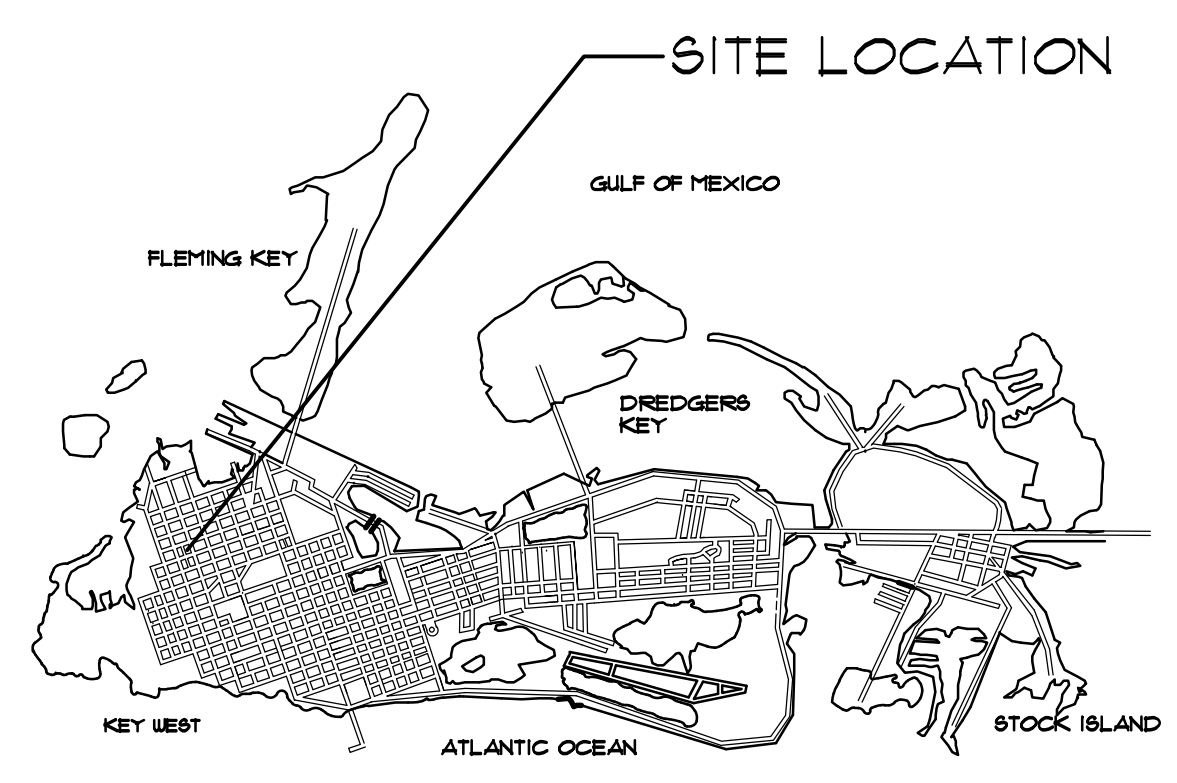 SITE LOCATION
GULF OF MEXICO
FLEMING KEY
DREDGERS
KEY
KEY WEST
STOCK ISLAND
ATLANTIC OCEAN